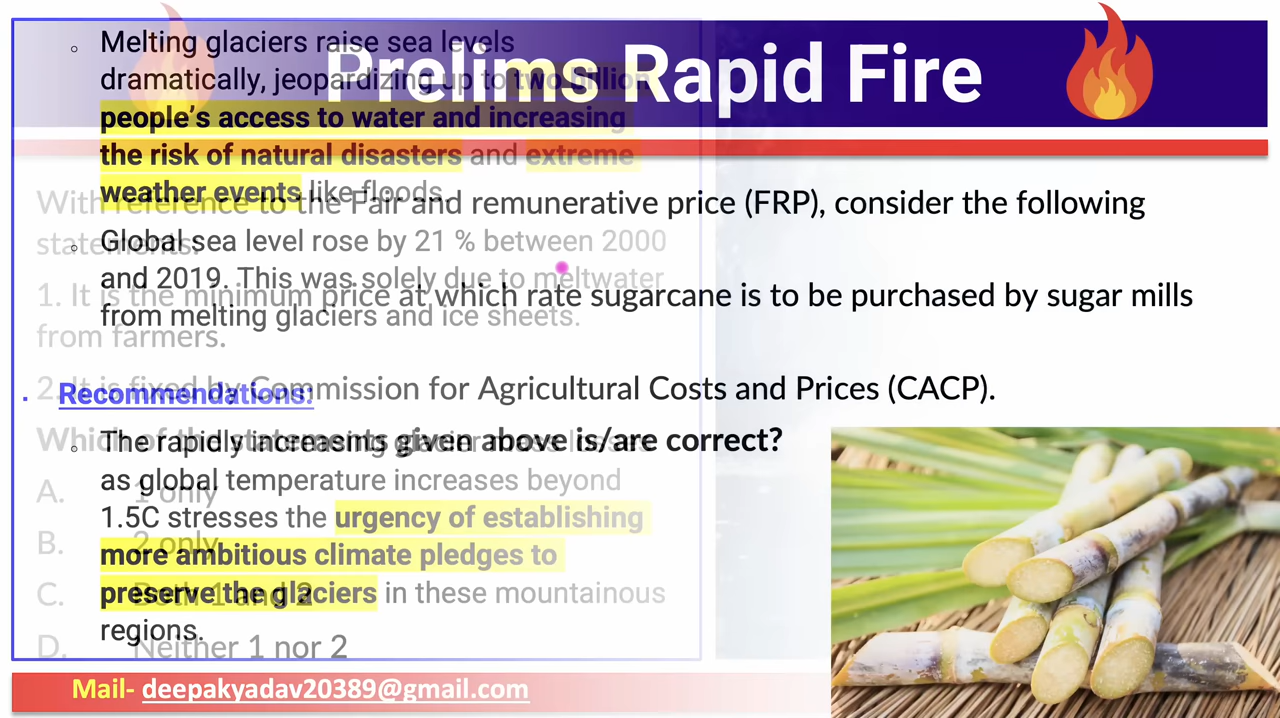 Prelims Rapid Fire
Melting glaciers raise sea levels
dramatically, jeopardizing up to two billion
people's access to water and increasing
the risk of natural disasters and extreme
weather events like floods.
Global sea level rose by 21 % between 2000
and 2019. This was solely due to meltwater
from melting glaciers and ice sheets.
Recommendations:
The rapidly increasing
as global temperature increases beyond
1.5C stresses the urgency of establishing
more ambitious climate pledges to
preserve the glaciers in these mountainous
regions.
With reference to the Fair and remunerative price (FRP), consider the following
statements:
1. It is the minimum price at which rate sugarcane is to be purchased by sugar mills
from farmers.
2. It is fixed by Commission for Agricultural Costs and Prices (CACP).
Which of the statements given above is/are correct?
A. 1 only
B. 2 only
C. Both 1 and 2
D. Neither 1 nor 2
Mail- deepakyadav20389@gmail.com